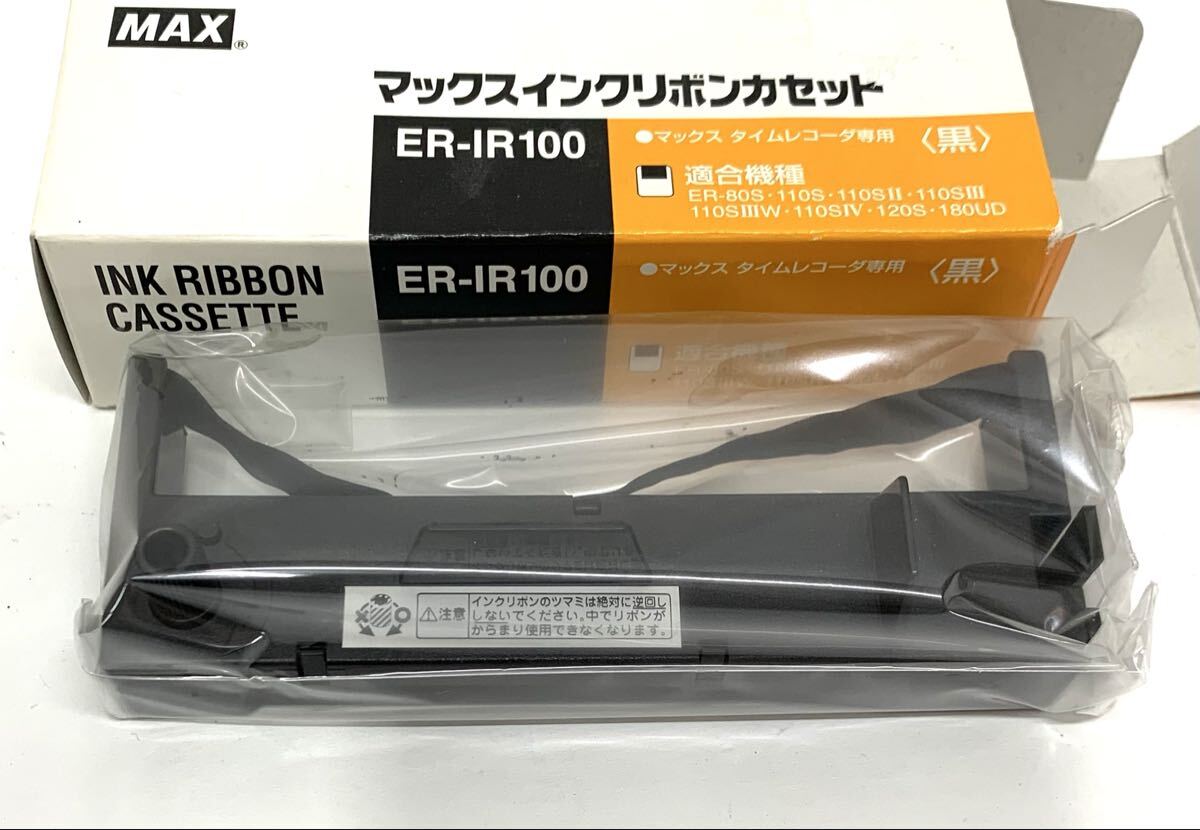 MAX®
マックスインクリボンカセット
ER-IR100
●マックス タイムレコーダ専用 〈黒〉
適合機種
ER-80S・110S・110SⅡ・110SⅢ
110SⅢW・110SⅣ・120S・180UD
INK RIBBON
CASSETTE
ER-IR100
●マックス タイムレコーダ専用 〈黒〉
適合機種
⚠注意
インクリボンのツマミは絶対に逆回し
しないでください。中でリボンが
からまり使用できなくなります。